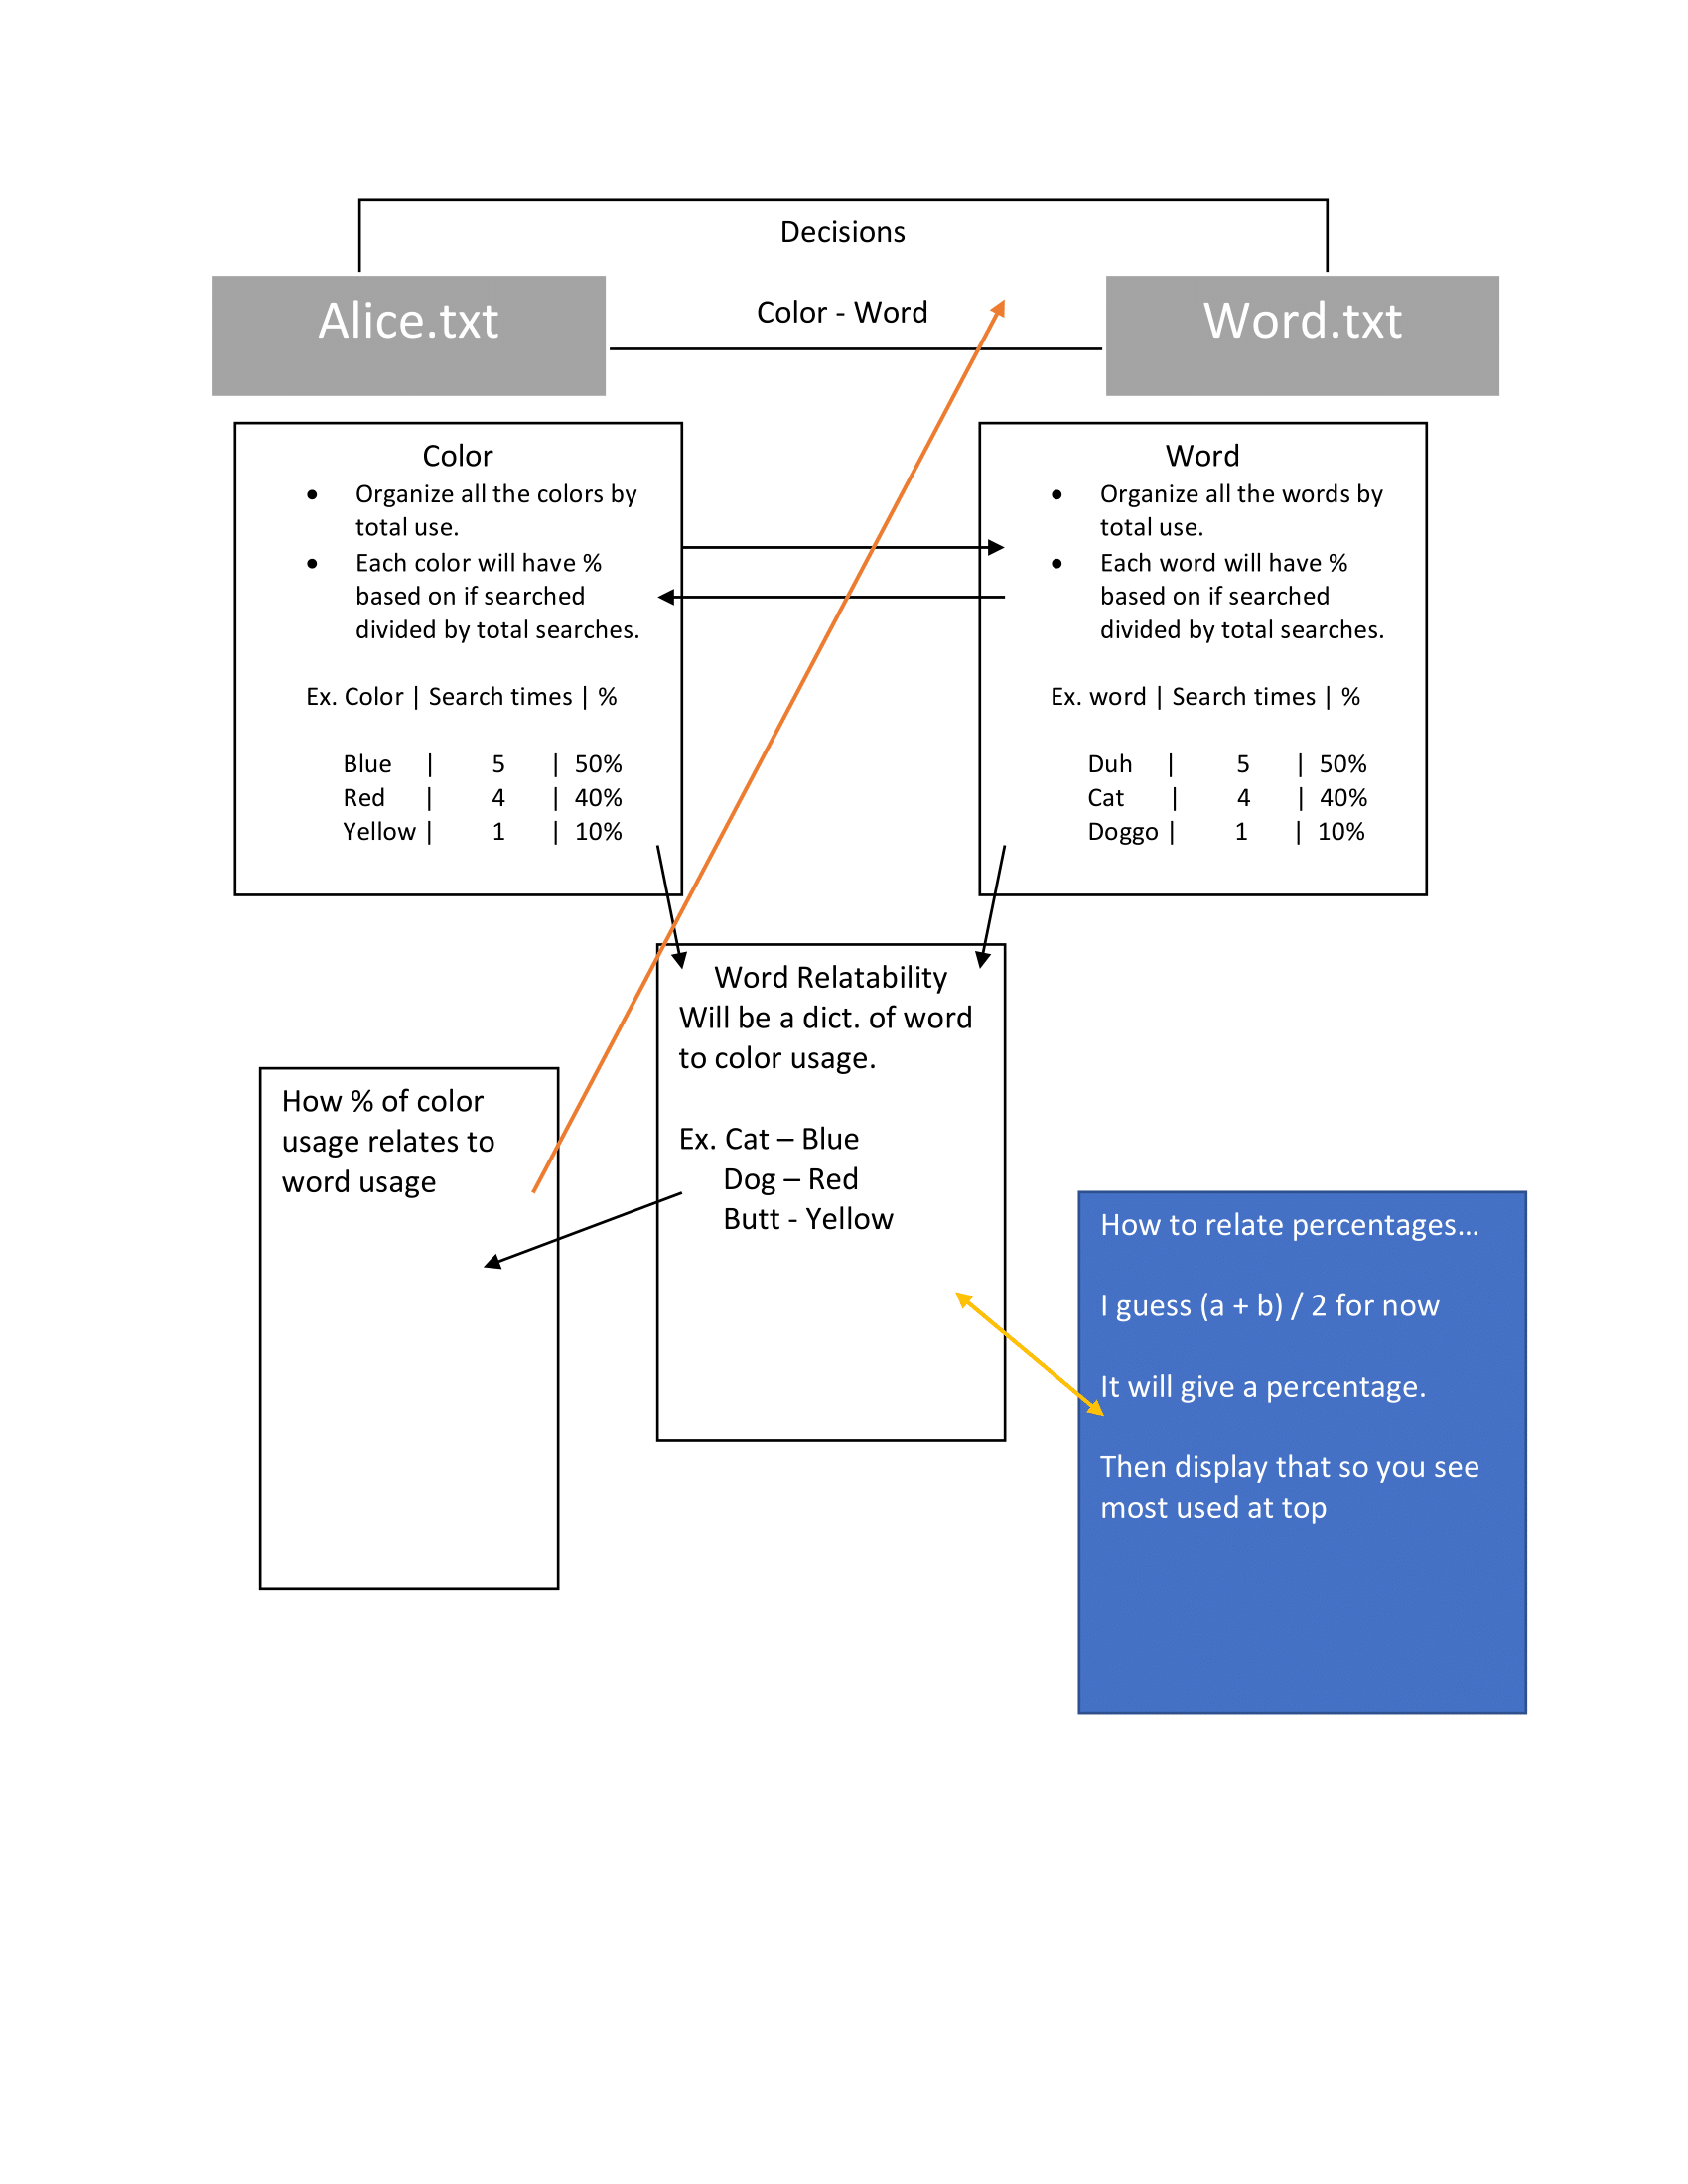 Decisions
Alice.txt
Color - Word
Word.txt
Color
• Organize all the colors by
total use.
• Each color will have %
based on if searched
divided by total searches.
Ex. Color | Search times | %
Blue | 5 | 50%
Red | 4 | 40%
Yellow | 1 | 10%
Word
• Organize all the words by
total use.
• Each word will have %
based on if searched
divided by total searches.
Ex. word | Search times | %
Duh | 5 | 50%
Cat | 4 | 40%
Doggo | 1 | 10%
Word Relatability
Will be a dict. of word
to color usage.
Ex. Cat – Blue
Dog – Red
Butt - Yellow
How % of color
usage relates to
word usage
How to relate percentages...
I guess (a + b) / 2 for now
It will give a percentage.
Then display that so you see
most used at top